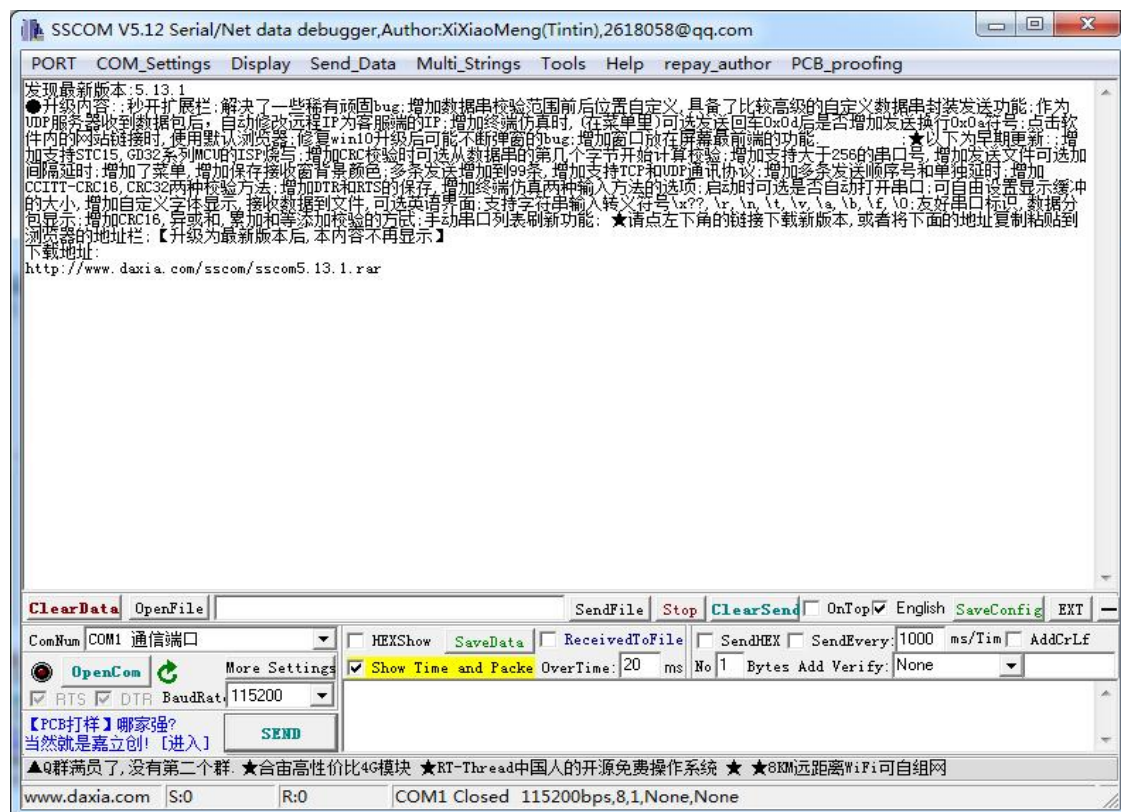 SSCOM V5.12 Serial/Net data debugger,Author:XiXiaoMeng(Tintin),2618058@qq.com
PORT COM_Settings Display Send_Data Multi_Strings Tools Help repay_author PCB_proofing
发现最新版本:5.13.1
●升级内容:;秒开扩展栏;解决了一些稀有顽固bug;增加数据串校验范围前后位置自定义,具备了比较高级的自定义数据串封装发送功能;作为
UDP服务器收到数据包后,自动修改远程IP为客服端的IP;增加终端仿真时,(在菜单里)可选发送回车0x0d后是否增加发送换行0x0a符号;点击软
件内的网站链接时,使用默认浏览器;修复win10升级后可能不断弹窗的bug;增加窗口放在屏幕最前端的功能. ;★以下为早期更新:;增
加支持STC15,GD32系列MCU的ISP烧写;增加CRC校验时可选从数据串的第几个字节开始计算校验;增加支持大于256的串口号,增加发送文件可选加
间隔延时;增加了菜单,增加保存接收窗背景颜色;多条发送增加到99条,增加支持TCP和UDP通讯协议;增加多条发送顺序号和单独延时;增加
CCITT-CRC16,CRC32两种校验方法;增加DTR和RTS的保存,增加终端仿真两种输入方法的选项;启动时可选是否自动打开串口;可自由设置显示缓冲
的大小,增加自定义字体显示,接收数据到文件,可选英语界面;支持字符串输入转义符号\x??,\r,\n,\t,\v,\a,\b,\f,\0;友好串口标识,数据分
包显示;增加CRC16,异或和,累加和等添加校验的方式;手动串口列表刷新功能; ★请点左下角的链接下载新版本,或者将下面的地址复制粘贴到
浏览器的地址栏;【升级为最新版本后,本内容不再显示】
下载地址:
http://www.daxia.com/sscom/sscom5.13.1.rar
ClearData OpenFile SendFile Stop ClearSend OnTop English SaveConfig EXT
ComNum COM1 通信端口 HEXShow SaveData ReceivedToFile SendHEX SendEvery: 1000 ms/Tim AddCrLf
OpenCom More Settings Show Time and Packe OverTime: 20 ms No 1 Bytes Add Verify: None
RTS DTR BaudRat: 115200
【PCB打样】哪家强?
当然就是嘉立创! [进入] SEND
▲Q群满员了,没有第二个群. ★合宙高性价比4G模块 ★RT-Thread中国人的开源免费操作系统 ★ ★8KM远距离WiFi可自组网
www.daxia.com S:0 R:0 COM1 Closed 115200bps,8,1,None,None